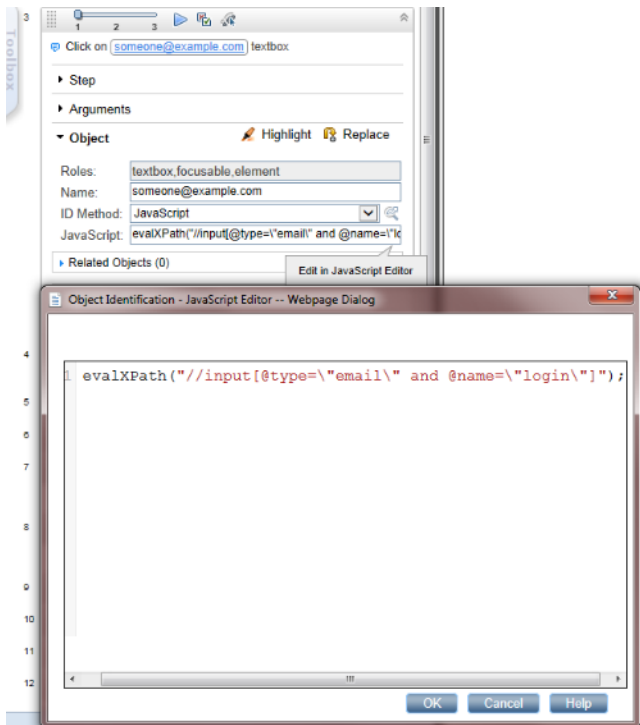 3
1 2 3
Click on someone@example.com textbox
Toolbox
Step
Arguments
Object
Highlight Replace
Roles: textbox,focusable,element
Name: someone@example.com
ID Method: JavaScript
JavaScript: evalXPath("//input[@type=\"email\" and @name=\"lo
Related Objects (0)
Edit in JavaScript Editor
Object Identification - JavaScript Editor -- Webpage Dialog
4
1 evalXPath("//input[@type=\"email\" and @name=\"login\"]");
5
6
7
8
9
10
11
12
OK Cancel Help